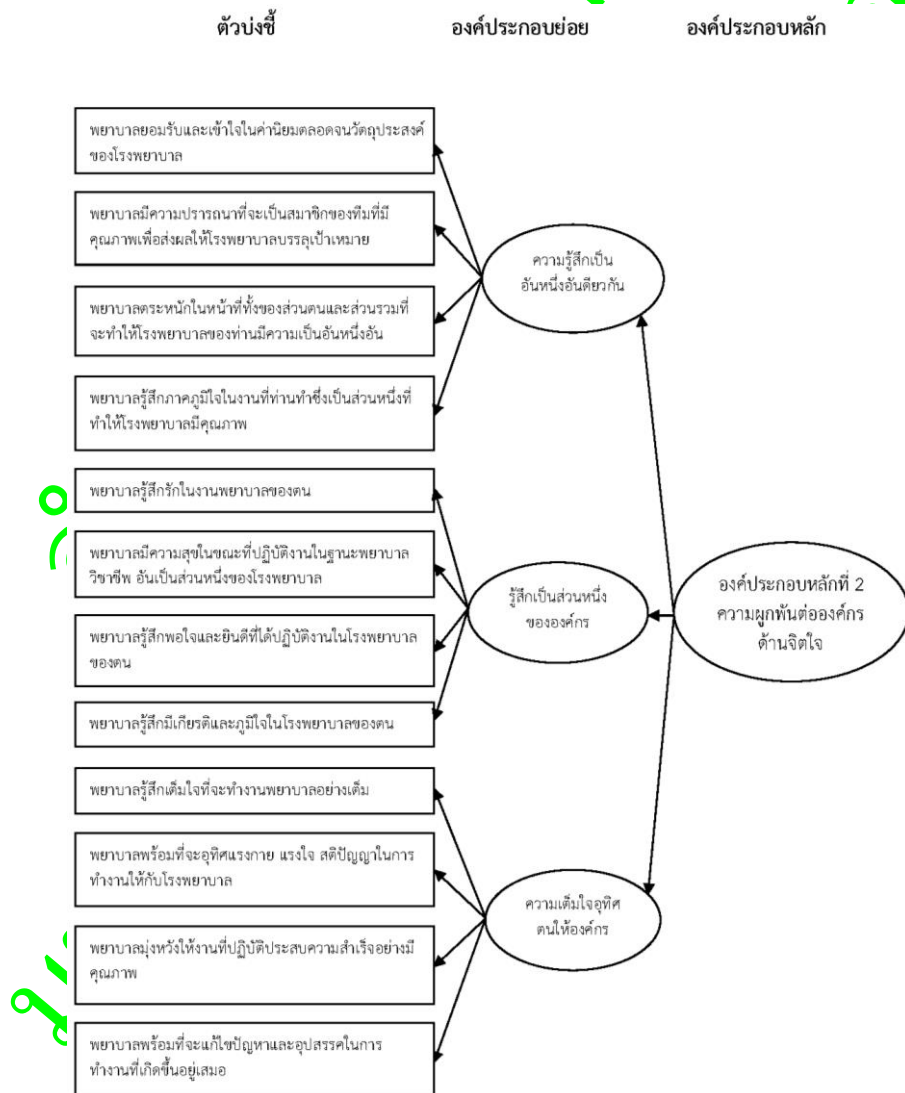 ตัวบ่งชี้ องค์ประกอบย่อย องค์ประกอบหลัก
พยาบาลยอมรับและเข้าใจในค่านิยมตลอดจนวัตถุประสงค์
ของโรงพยาบาล
พยาบาลมีความปรารถนาที่จะเป็นสมาชิกของทีมที่มี
คุณภาพเพื่อส่งผลให้โรงพยาบาลบรรลุเป้าเหมาย
พยาบาลตระหนักในหน้าที่ทั้งของส่วนตนและส่วนรวมที่
จะทำให้โรงพยาบาลของท่านมีความเป็นอันหนึ่งอัน
พยาบาลรู้สึกภาคภูมิใจในงานที่ท่านทำซึ่งเป็นส่วนหนึ่งที่
ทำให้โรงพยาบาลมีคุณภาพ
ความรู้สึกเป็น
อันหนึ่งอันเดียวกัน
พยาบาลรู้สึกรักในงานพยาบาลของตน
พยาบาลมีความสุขในขณะที่ปฏิบัติงานในฐานะพยาบาล
วิชาชีพ อันเป็นส่วนหนึ่งของโรงพยาบาล
พยาบาลรู้สึกพอใจและยินดีที่ได้ปฏิบัติงานในโรงพยาบาล
ของตน
พยาบาลรู้สึกมีเกียรติและภูมิใจในโรงพยาบาลของตน
รู้สึกเป็นส่วนหนึ่ง
ขององค์กร
องค์ประกอบหลักที่ 2
ความผูกพันต่อองค์กร
ด้านจิตใจ
พยาบาลรู้สึกเต็มใจที่จะทำงานพยาบาลอย่างเต็ม
พยาบาลพร้อมที่จะอุทิศแรงกาย แรงใจ สติปัญญาในการ
ทำงานให้กับโรงพยาบาล
พยาบาลมุ่งหวังให้งานที่ปฏิบัติประสบความสำเร็จอย่างมี
คุณภาพ
พยาบาลพร้อมที่จะแก้ไขปัญหาและอุปสรรคในการ
ทำงานที่เกิดขึ้นอยู่เสมอ
ความเต็มใจอุทิศ
ตนให้องค์กร